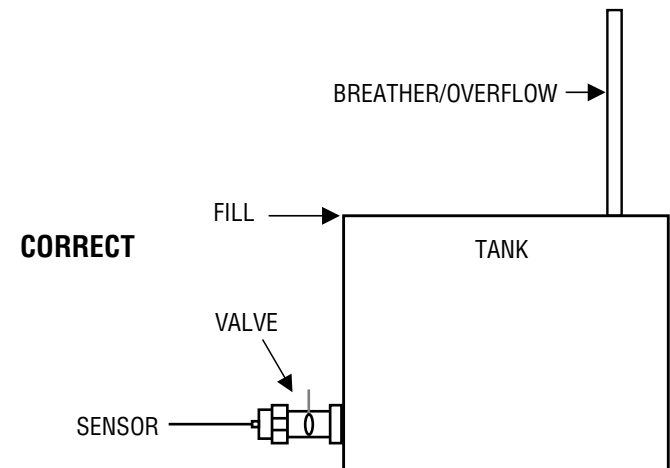 BREATHER/OVERFLOW
FILL
CORRECT
TANK
VALVE
SENSOR